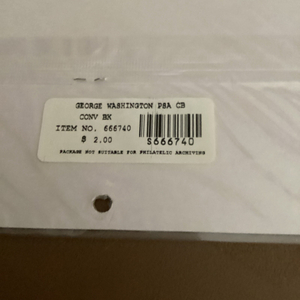 GEORGE WASHINGTON PSA CB
CONV BK
ITEM NO. 666740
$ 2.00
S666740
PACKAGE NOT SUITABLE FOR PHILATELIC ARCHIVING